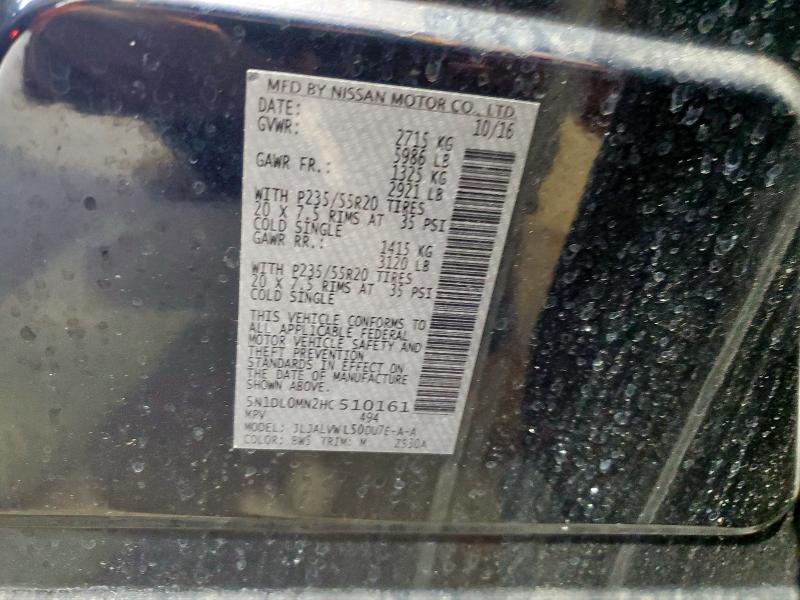 MFD BY NISSAN MOTOR CO., LTD.
DATE: 10/16
GVWR: 2715 KG
5986 LB
GAWR FR.: 1325 KG
2921 LB
WITH P235/55R20 TIRES
20 X 7.5 RIMS AT 35 PSI
COLD SINGLE
GAWR RR.: 1415 KG
3120 LB
WITH P235/55R20 TIRES
20 X 7.5 RIMS AT 35 PSI
COLD SINGLE
THIS VEHICLE CONFORMS TO
ALL APPLICABLE FEDERAL
MOTOR VEHICLE SAFETY AND
THEFT PREVENTION
STANDARDS IN EFFECT ON
THE DATE OF MANUFACTURE
SHOWN ABOVE.
5N1DL0MN2HC510161
MPV 494
MODEL: JLJALVWL50DU7E-A-A
COLOR: BW5 TRIM: M ZS30A